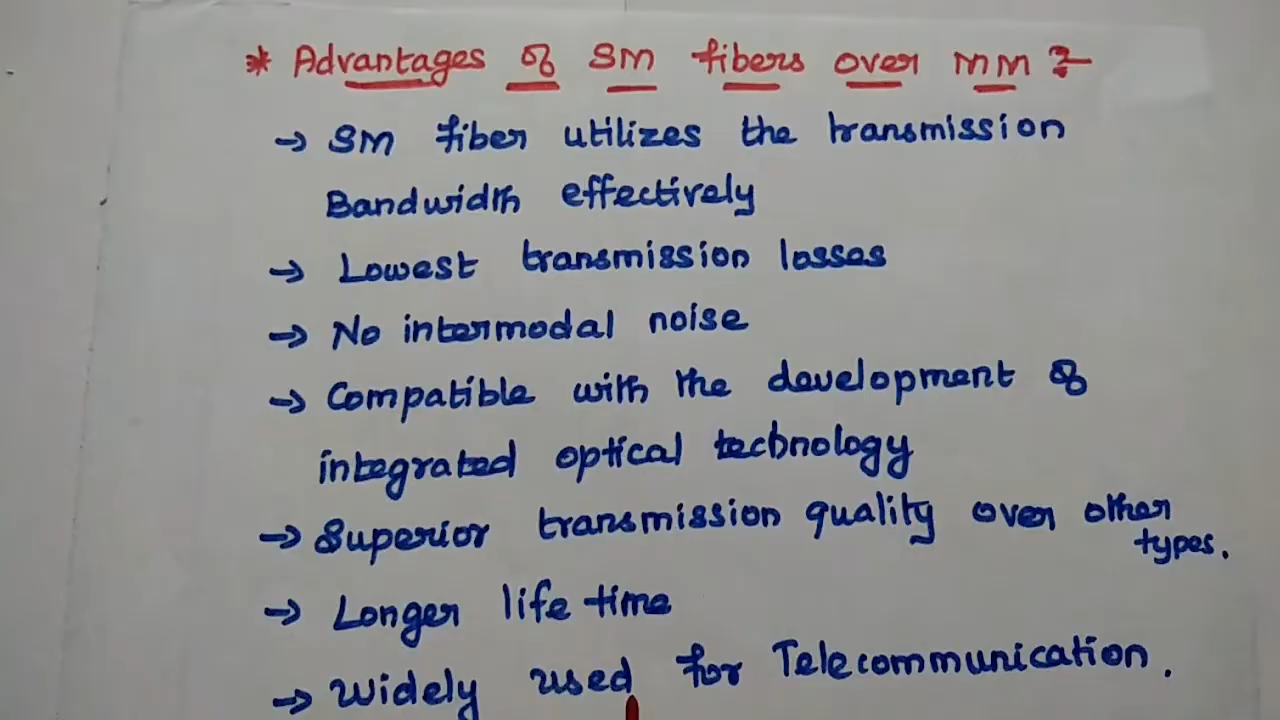 * Advantages of SM fibers over MM :-
→ SM fiber utilizes the transmission
Bandwidth effectively
→ Lowest transmission losses
→ No intermodal noise
→ Compatible with the development of
integrated optical technology
→ Superior transmission quality over other
types.
→ Longer life time
→ Widely used for Telecommunication.